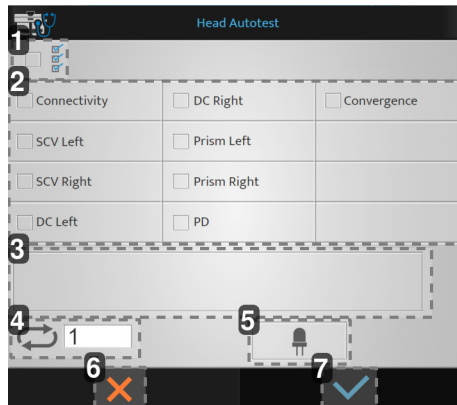 Head Autotest
1
2
Connectivity DC Right Convergence
SCV Left Prism Left
SCV Right Prism Right
DC Left PD
3
4 1 5
6 7